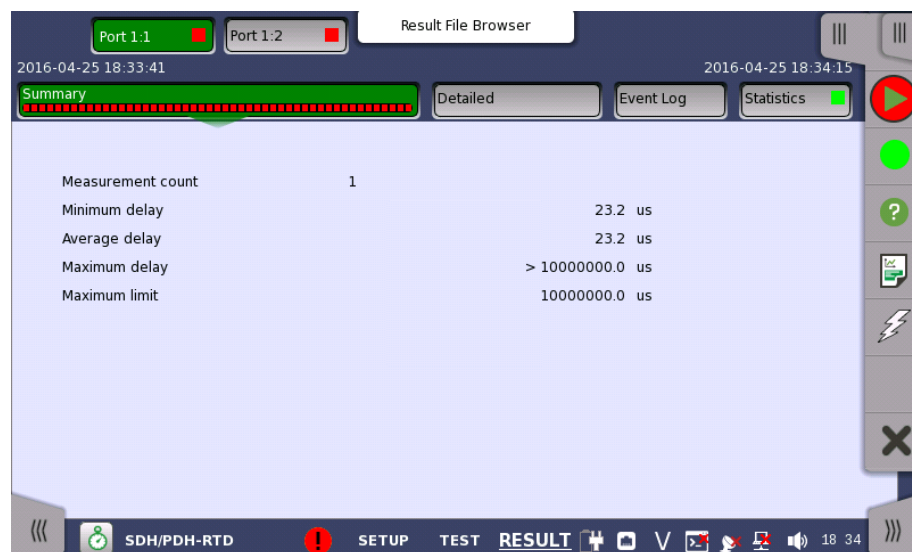 Port 1:1
Port 1:2
Result File Browser
2016-04-25 18:33:41
2016-04-25 18:34:15
Summary
Detailed
Event Log
Statistics
Measurement count 1
Minimum delay 23.2 us
Average delay 23.2 us
Maximum delay > 10000000.0 us
Maximum limit 10000000.0 us
SDH/PDH-RTD ! SETUP TEST RESULT V 18 34